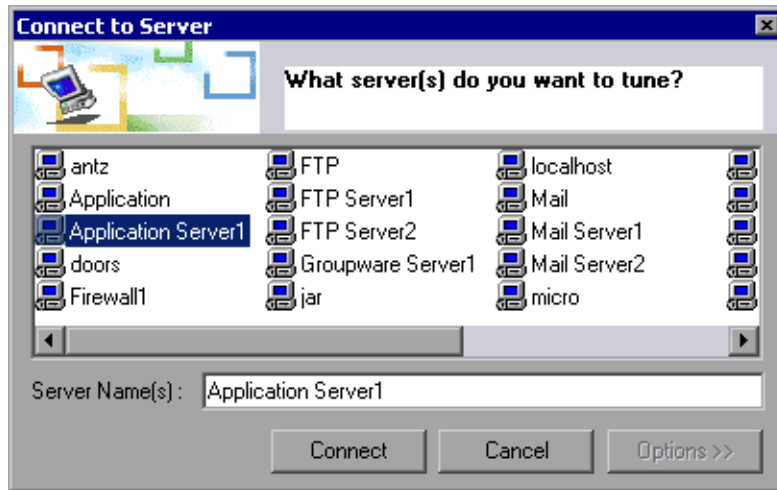 Connect to Server
What server(s) do you want to tune?
antz
Application
Application Server1
doors
Firewall1
FTP
FTP Server1
FTP Server2
Groupware Server1
jar
localhost
Mail
Mail Server1
Mail Server2
micro
Server Name(s) :
Application Server1
Connect
Cancel
Options >>